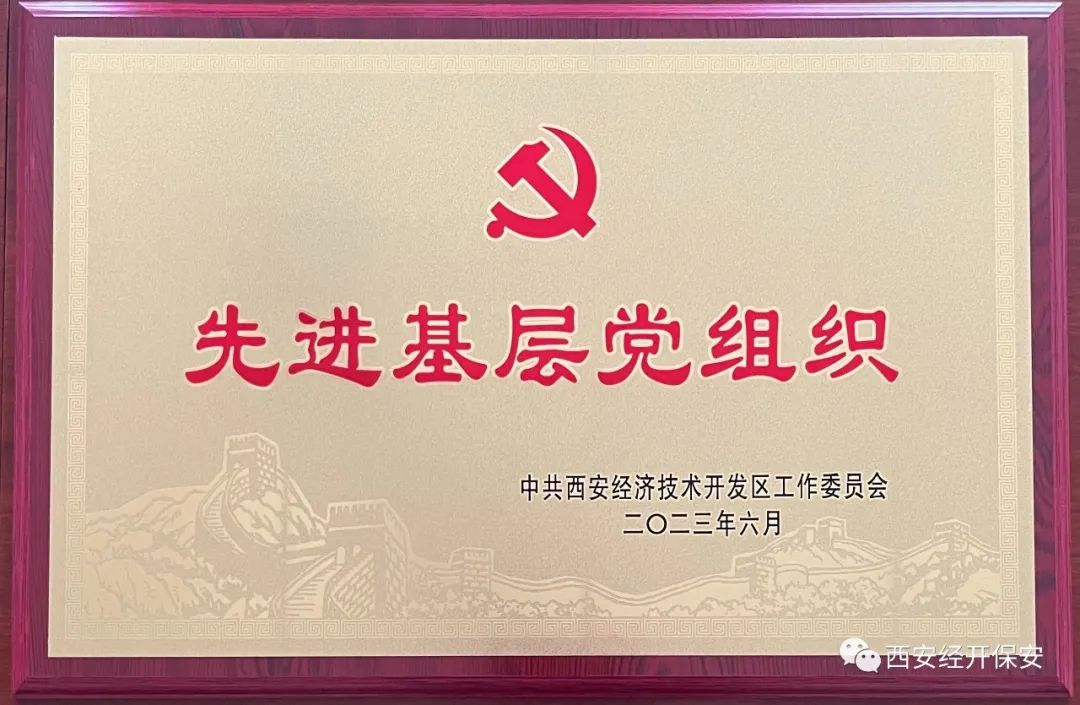 先进基层党组织
中共西安经济技术开发区工作委员会
二〇二三年六月
西安经开保安